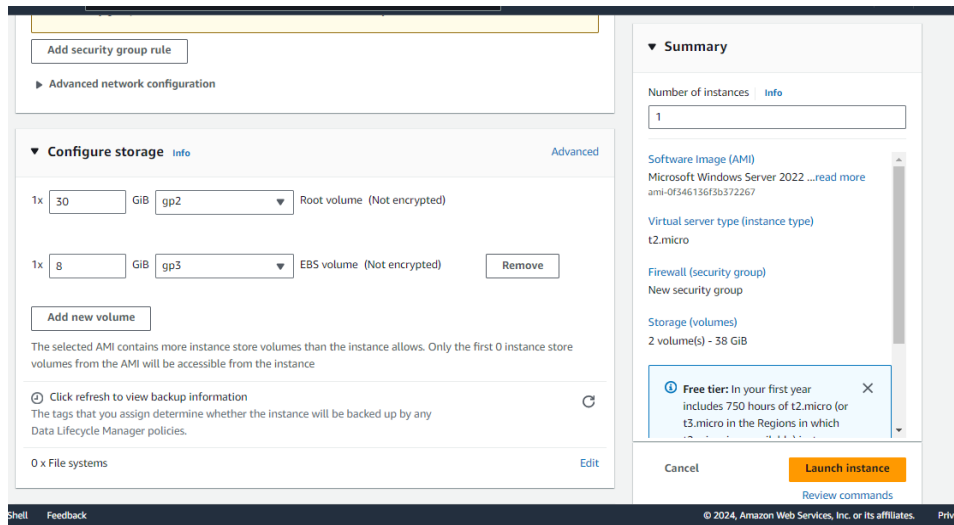 Add security group rule
Advanced network configuration
Configure storage Info
Advanced
1x 30 GiB gp2 Root volume (Not encrypted)
1x 8 GiB gp3 EBS volume (Not encrypted) Remove
Add new volume
The selected AMI contains more instance store volumes than the instance allows. Only the first 0 instance store
volumes from the AMI will be accessible from the instance
Click refresh to view backup information
The tags that you assign determine whether the instance will be backed up by any
Data Lifecycle Manager policies.
0 x File systems
Edit
Summary
Number of instances Info
1
Software Image (AMI)
Microsoft Windows Server 2022 ...read more
ami-0f346136f3b372267
Virtual server type (instance type)
t2.micro
Firewall (security group)
New security group
Storage (volumes)
2 volume(s) - 38 GiB
Free tier: In your first year
includes 750 hours of t2.micro (or
t3.micro in the Regions in which
Cancel
Launch instance
Review commands
Shell Feedback
© 2024, Amazon Web Services, Inc. or its affiliates. Priv